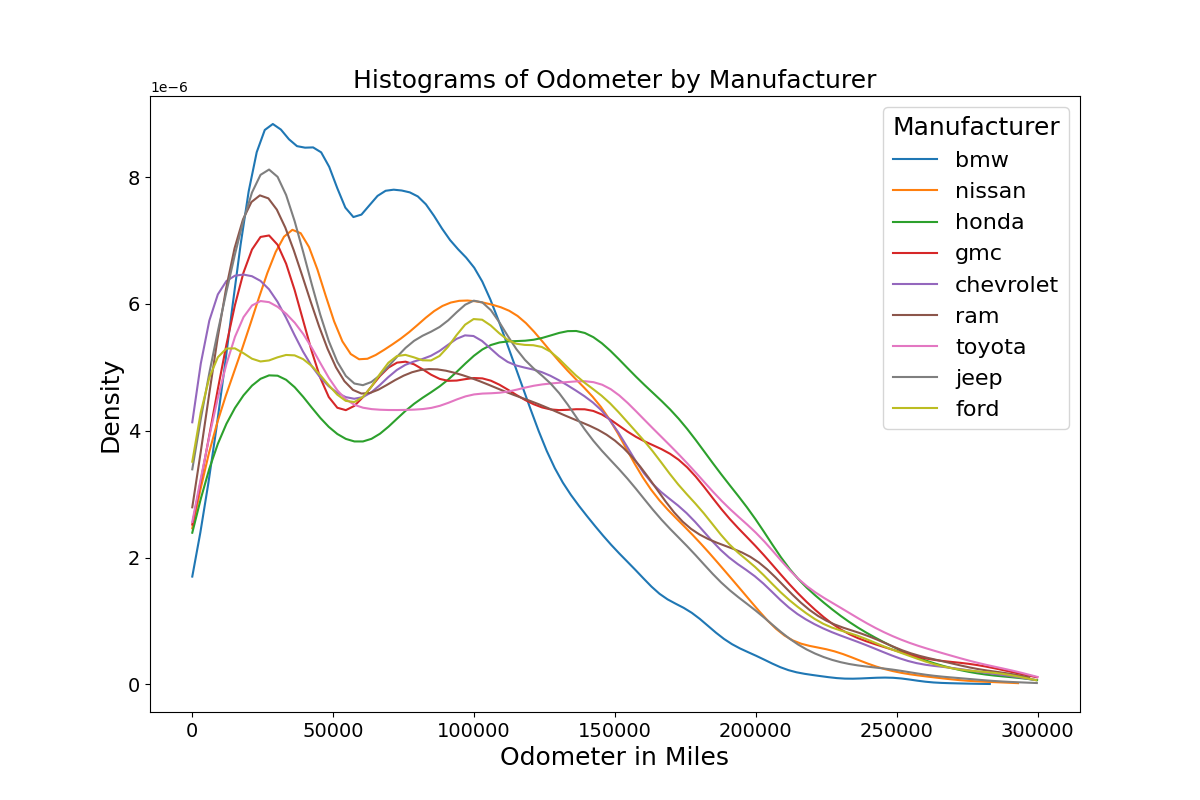 Histograms of Odometer by Manufacturer
1e−6
Manufacturer
bmw
nissan
honda
gmc
chevrolet
ram
toyota
jeep
ford
8
6
4
2
0
Density
0 50000 100000 150000 200000 250000 300000
Odometer in Miles